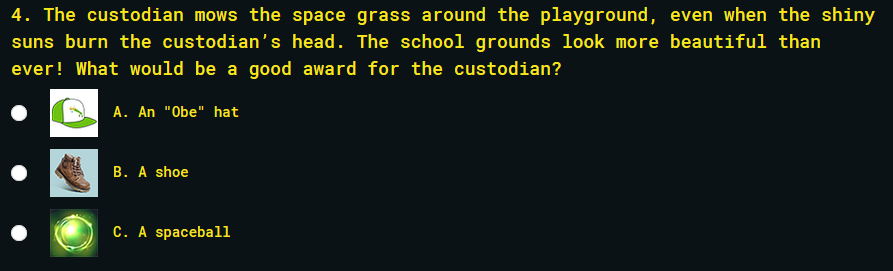 4. The custodian mows the space grass around the playground, even when the shiny
suns burn the custodian’s head. The school grounds look more beautiful than
ever! What would be a good award for the custodian?
A. An "Obe" hat
B. A shoe
C. A spaceball